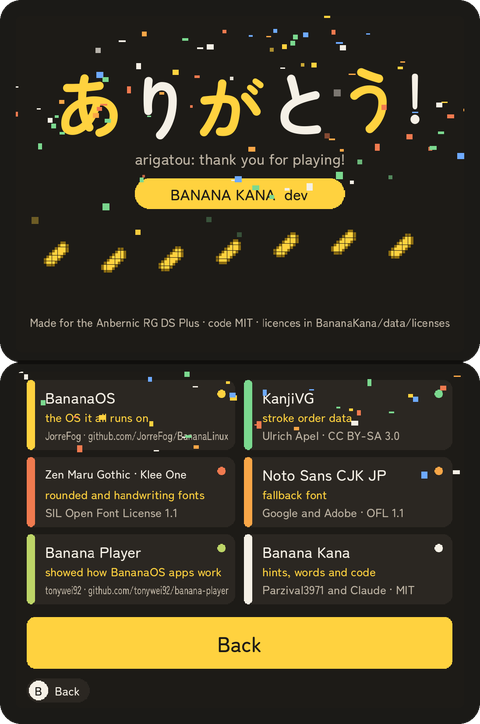 ありがとう!
arigatou: thank you for playing!
BANANA KANA dev
Made for the Anbernic RG DS Plus · code MIT · licences in BananaKana/data/licenses
BananaOS
the OS it all runs on
JorreFog · github.com/JorreFog/BananaLinux
KanjiVG
stroke order data
Ulrich Apel · CC BY-SA 3.0
Zen Maru Gothic · Klee One
rounded and handwriting fonts
SIL Open Font License 1.1
Noto Sans CJK JP
fallback font
Google and Adobe · OFL 1.1
Banana Player
showed how BananaOS apps work
tonywei92 · github.com/tonywei92/banana-player
Banana Kana
hints, words and code
Parzival3971 and Claude · MIT
Back
B Back